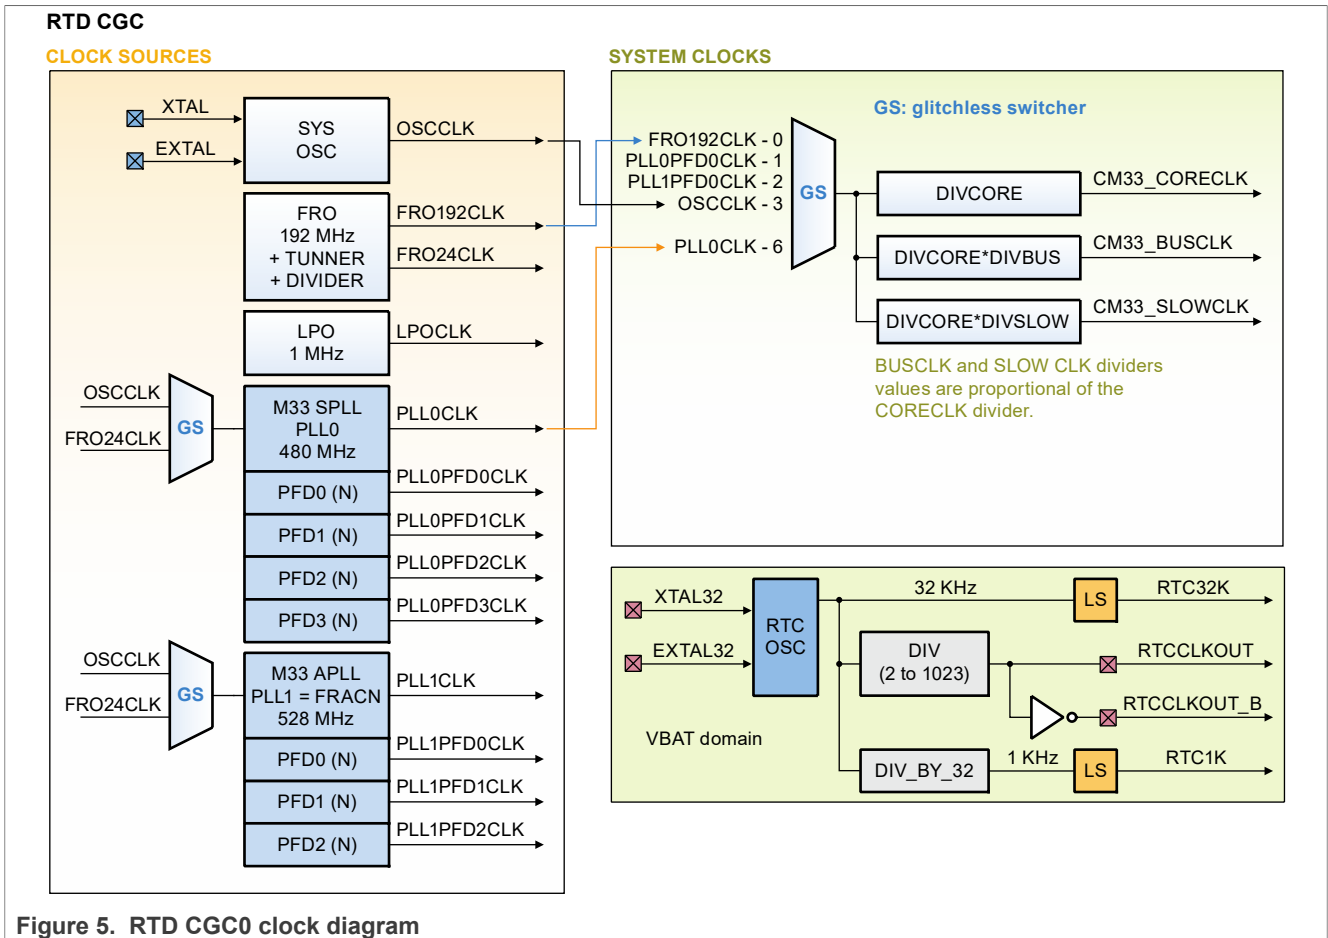 RTD CGC
CLOCK SOURCES
XTAL
EXTAL
SYS
OSC
OSCCLK
FRO
192 MHz
+ TUNNER
+ DIVIDER
FRO192CLK
FRO24CLK
LPO
1 MHz
LPOCLK
OSCCLK
FRO24CLK
GS
M33 SPLL
PLL0
480 MHz
PLL0CLK
PFD0 (N)
PLL0PFD0CLK
PFD1 (N)
PLL0PFD1CLK
PFD2 (N)
PLL0PFD2CLK
PFD3 (N)
PLL0PFD3CLK
OSCCLK
FRO24CLK
GS
M33 APLL
PLL1 = FRACN
528 MHz
PLL1CLK
PFD0 (N)
PLL1PFD0CLK
PFD1 (N)
PLL1PFD1CLK
PFD2 (N)
PLL1PFD2CLK
SYSTEM CLOCKS
GS: glitchless switcher
FRO192CLK - 0
PLL0PFD0CLK - 1
PLL1PFD0CLK - 2
OSCCLK - 3
PLL0CLK - 6
GS
DIVCORE
CM33_CORECLK
DIVCORE*DIVBUS
CM33_BUSCLK
DIVCORE*DIVSLOW
CM33_SLOWCLK
BUSCLK and SLOW CLK dividers
values are proportional of the
CORECLK divider.
XTAL32
EXTAL32
RTC
OSC
32 KHz
LS
RTC32K
DIV
(2 to 1023)
RTCCLKOUT
RTCCLKOUT_B
VBAT domain
DIV_BY_32
1 KHz
LS
RTC1K
Figure 5. RTD CGC0 clock diagram